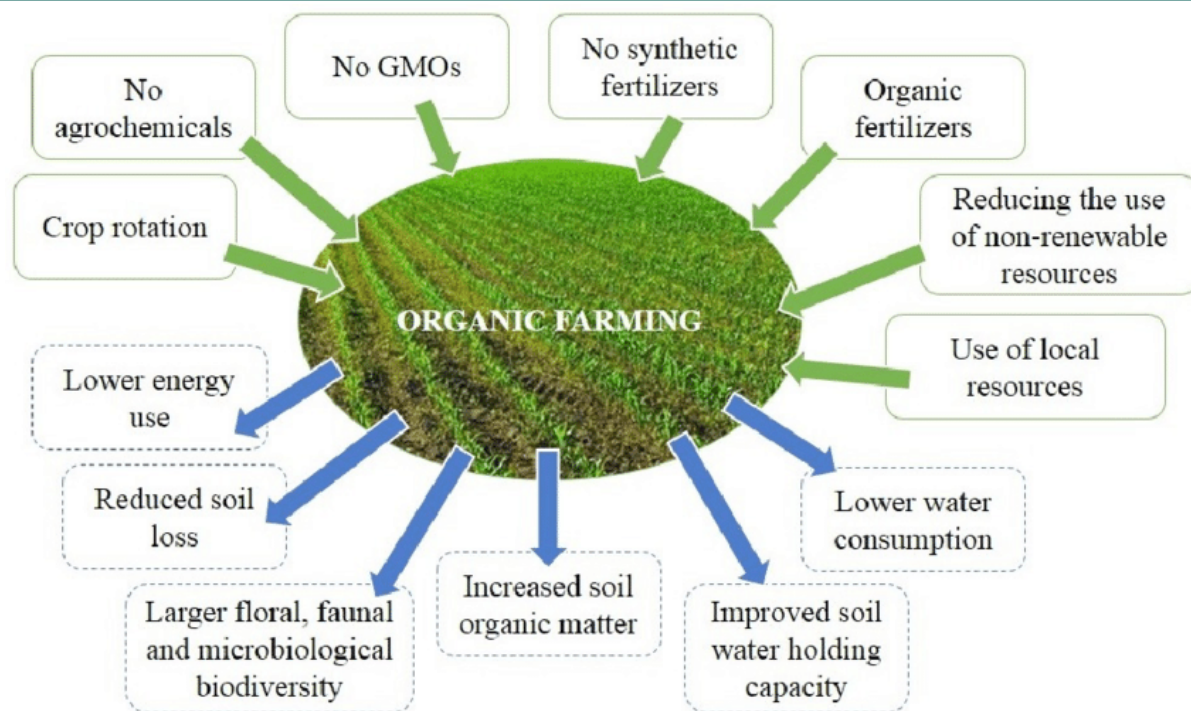 No GMOs
No synthetic
fertilizers
No
agrochemicals
Organic
fertilizers
Crop rotation
Reducing the use
of non-renewable
resources
ORGANIC FARMING
Use of local
resources
Lower energy
use
Reduced soil
loss
Lower water
consumption
Larger floral, faunal
and microbiological
biodiversity
Increased soil
organic matter
Improved soil
water holding
capacity